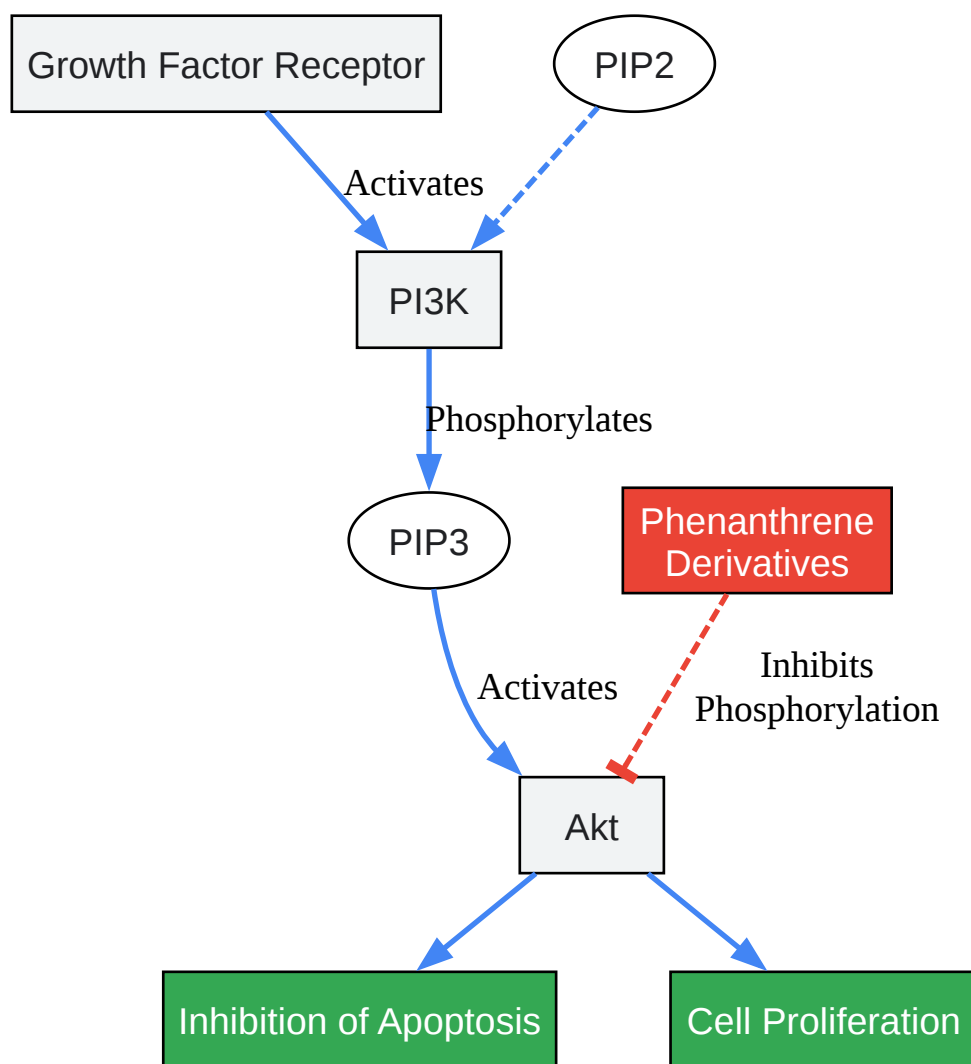 Growth Factor Receptor
PIP2
Activates
PI3K
Phosphorylates
PIP3
Phenanthrene
Derivatives
Activates
Inhibits
Phosphorylation
Akt
Inhibition of Apoptosis
Cell Proliferation